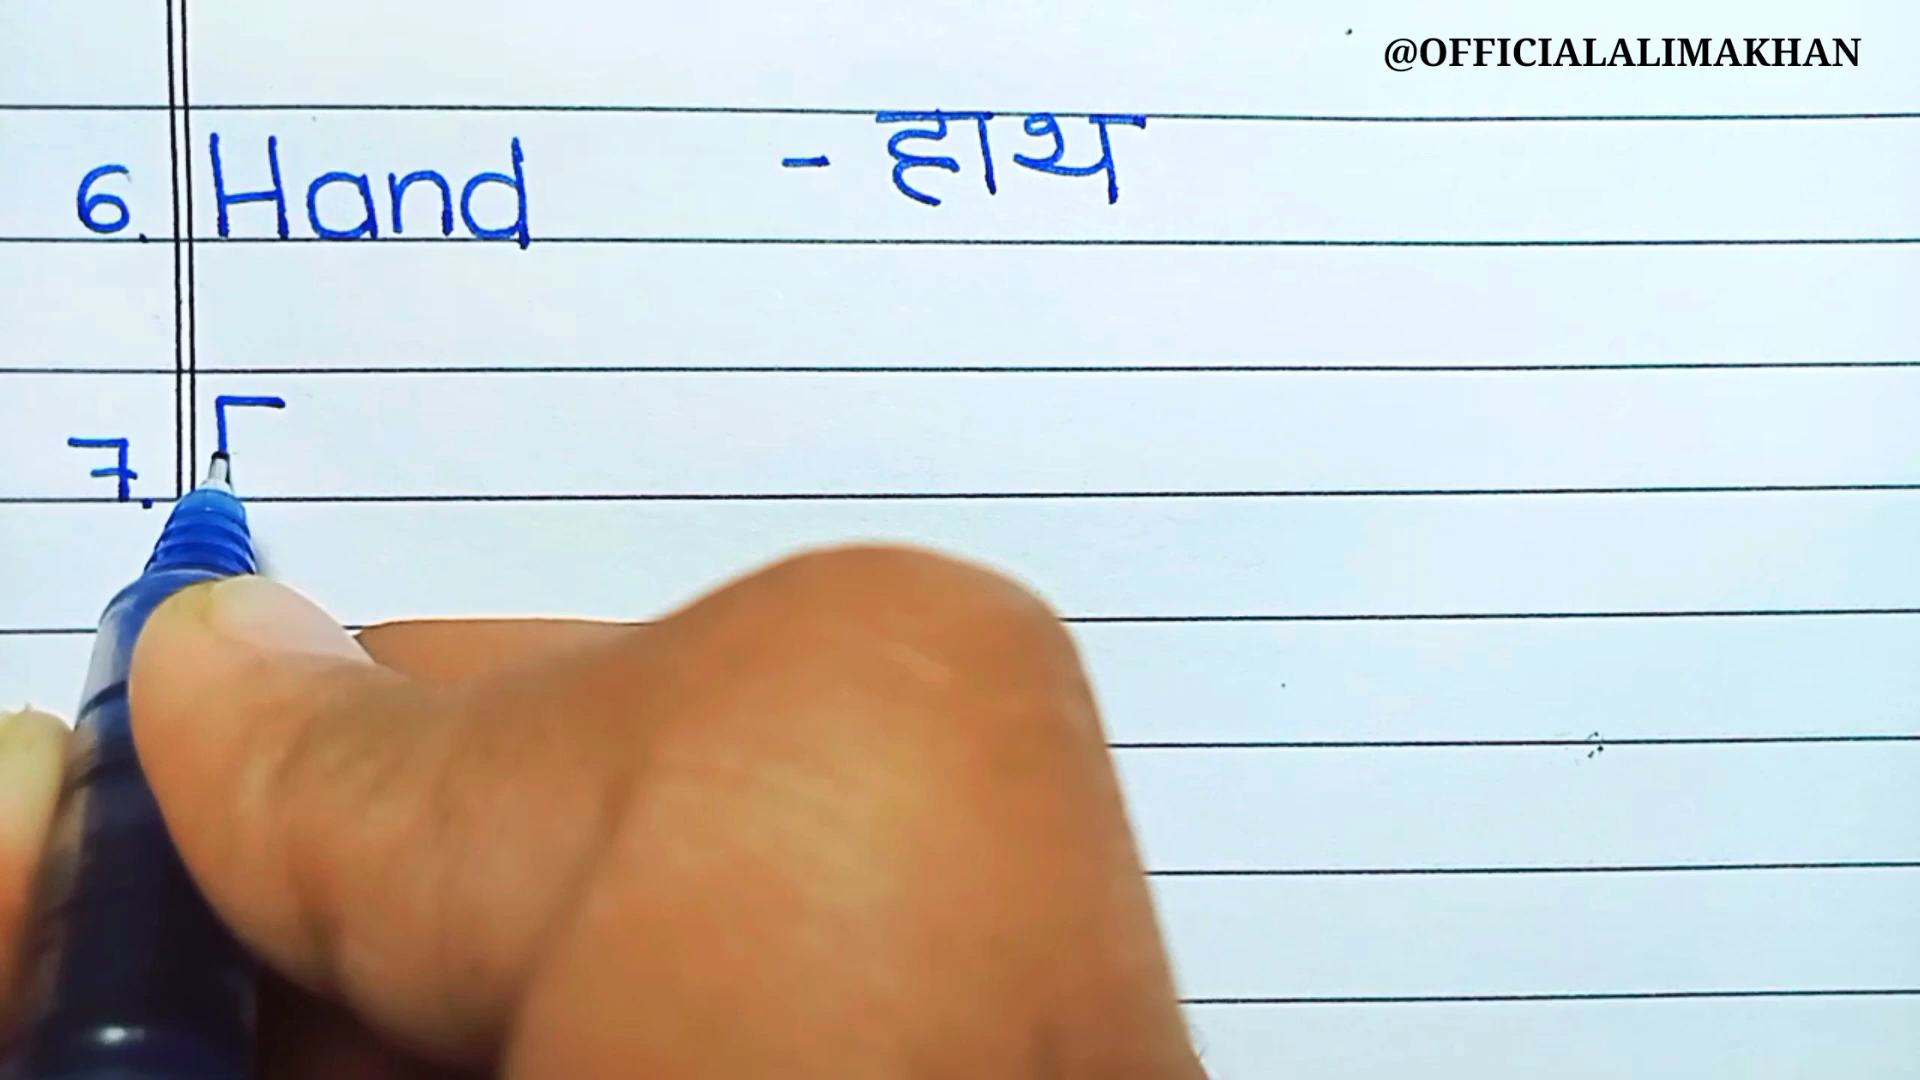 @OFFICIALALIMAKHAN
6. Hand - हाथ
7.